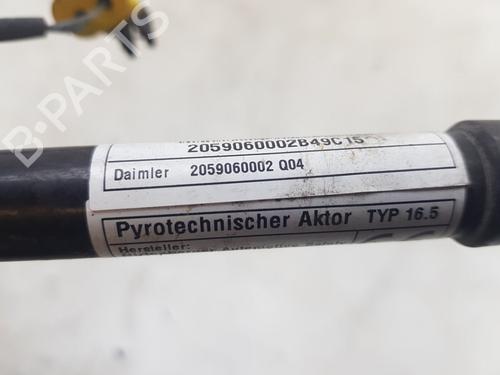 2059060002B49C15
Daimler 2059060002 Q04
Pyrotechnischer Aktor TYP 16.5
Hersteller:
B-PARTS